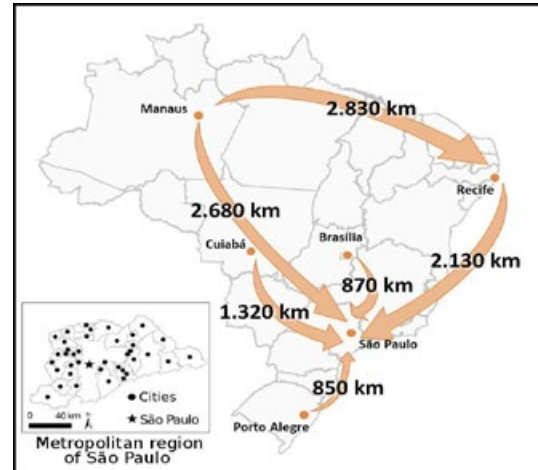 Manaus
2.830 km
Recife
2.680 km
Cuiabá
Brasília
2.130 km
870 km
1.320 km
São Paulo
850 km
Porto Alegre
Cities
0 40 km
São Paulo
Metropolitan region
of São Paulo